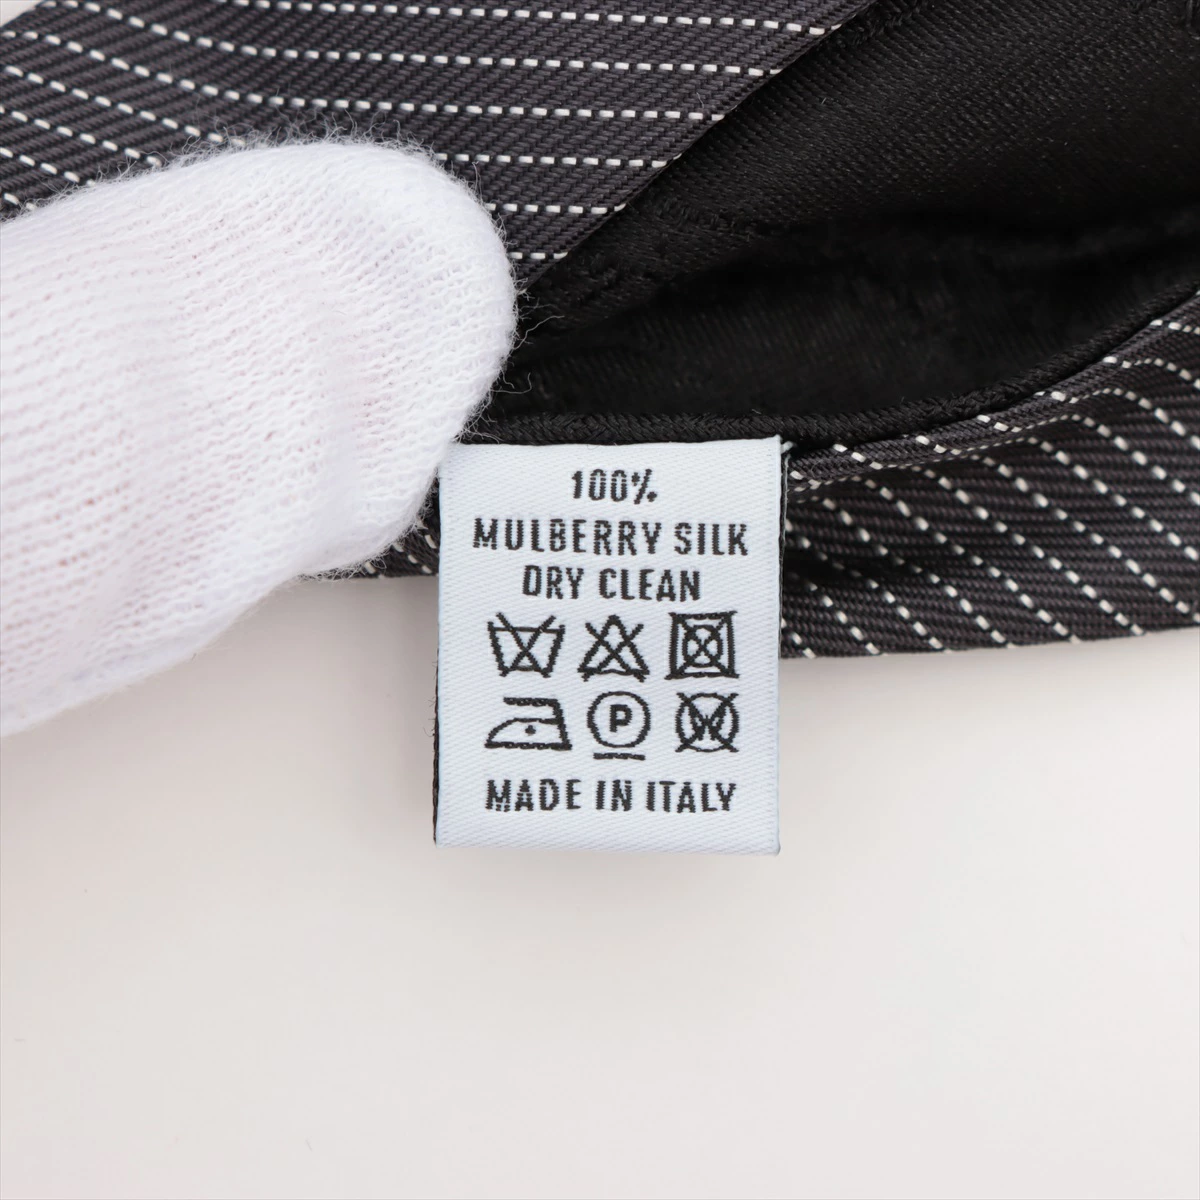 100%
MULBERRY SILK
DRY CLEAN
P W
MADE IN ITALY